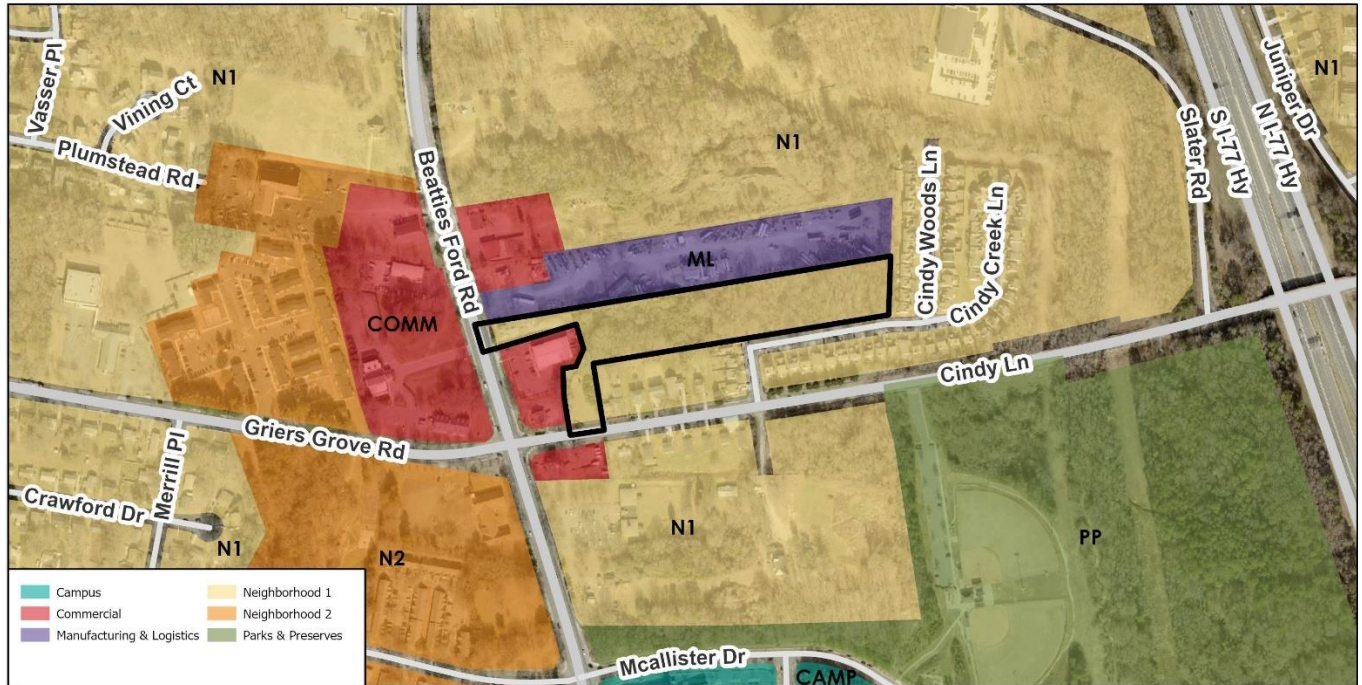 Vasser Pl
Vining Ct
N1
Plumstead Rd
Beatties Ford Rd
N1
Slater Rd
S I-77 Hy
N I-77 Hy
Juniper Dr
N1
Cindy Woods Ln
Cindy Creek Ln
ML
COMM
Cindy Ln
Griers Grove Rd
Merrill Pl
Crawford Dr
N1
N2
N1
PP
Mcallister Dr
CAMP
Campus
Commercial
Manufacturing & Logistics
Neighborhood 1
Neighborhood 2
Parks & Preserves